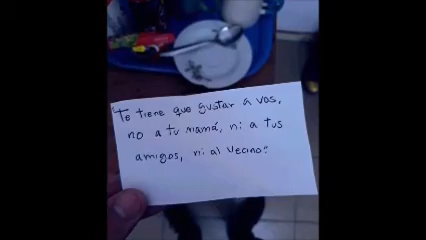 "Te tiene que gustar a vos,
no a tu mamá, ni a tus
amigos, ni al vecino"